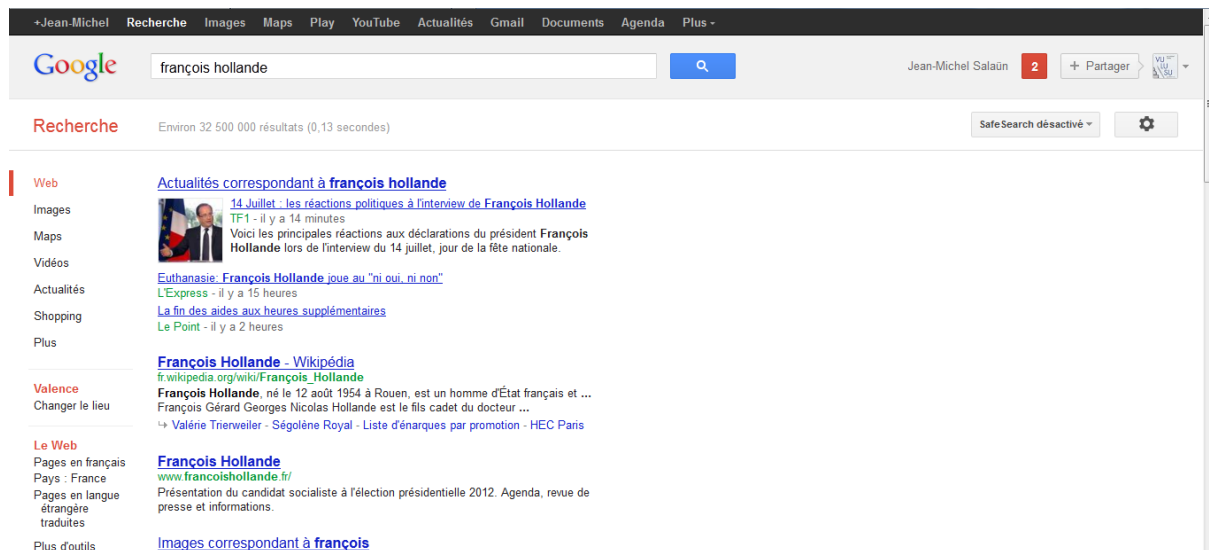 +Jean-Michel Recherche Images Maps Play YouTube Actualités Gmail Documents Agenda Plus
Google
françois hollande
Jean-Michel Salaün 2 + Partager VU LU SU
Recherche
Environ 32 500 000 résultats (0,13 secondes)
SafeSearch désactivé
Web
Images
Maps
Vidéos
Actualités
Shopping
Plus
Valence
Changer le lieu
Le Web
Pages en français
Pays : France
Pages en langue
étrangère
traduites
Plus d'outils
Actualités correspondant à françois hollande
14 Juillet : les réactions politiques à l'interview de François Hollande
TF1 - il y a 14 minutes
Voici les principales réactions aux déclarations du président François
Hollande lors de l'interview du 14 juillet, jour de la fête nationale.
Euthanasie: François Hollande joue au "ni oui, ni non"
L'Express - il y a 15 heures
La fin des aides aux heures supplémentaires
Le Point - il y a 2 heures
François Hollande - Wikipédia
fr.wikipedia.org/wiki/François_Hollande
François Hollande, né le 12 août 1954 à Rouen, est un homme d'État français et ...
François Gérard Georges Nicolas Hollande est le fils cadet du docteur ...
Valérie Trierweiler - Ségolène Royal - Liste d'énarques par promotion - HEC Paris
François Hollande
www.francoishollande.fr/
Présentation du candidat socialiste à l'élection présidentielle 2012. Agenda, revue de
presse et informations.
Images correspondant à françois